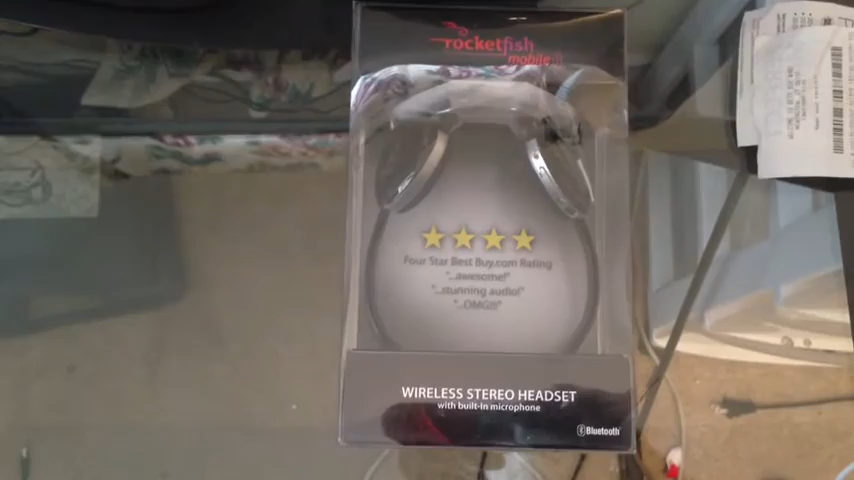 rocketfish
mobile
Four Star Best Buy.com Rating
"...awesome!"
"...stunning audio!"
"...OMG!!!"
WIRELESS STEREO HEADSET
with built-in microphone
Bluetooth